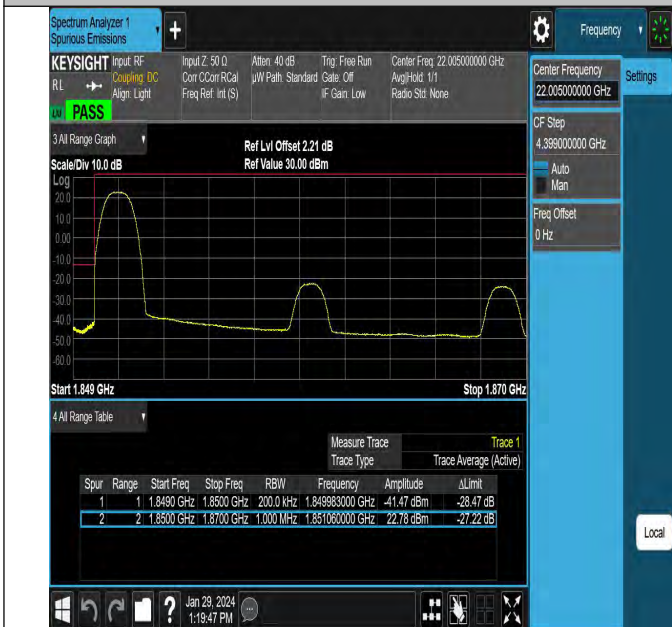 Spectrum Analyzer 1
Spurious Emissions
Frequency
KEYSIGHT
RL
Input: RF
Coupling: DC
Align: Light
Input Z: 50 Ω
Corr CCorr RCal
Freq Ref: Int (S)
Atten: 40 dB
µW Path: Standard
Trig: Free Run
Gate: Off
IF Gain: Low
Center Freq: 22.005000000 GHz
Avg|Hold: 1/1
Radio Std: None
PASS
Center Frequency
22.005000000 GHz
Settings
CF Step
4.399000000 GHz
Auto
Man
Freq Offset
0 Hz
3 All Range Graph
Scale/Div 10.0 dB
Ref Lvl Offset 2.21 dB
Ref Value 30.00 dBm
Log
20.0
10.0
0.00
-10.0
-20.0
-30.0
-40.0
-50.0
-60.0
Start 1.849 GHz
Stop 1.870 GHz
4 All Range Table
Measure Trace Trace 1
Trace Type Trace Average (Active)
Spur Range Start Freq Stop Freq RBW Frequency Amplitude ΔLimit
1 1 1.8490 GHz 1.8500 GHz 200.0 kHz 1.849983000 GHz -41.47 dBm -28.47 dB
2 2 1.8500 GHz 1.8700 GHz 1.000 MHz 1.851060000 GHz 22.78 dBm -27.22 dB
Local
?
Jan 29, 2024
1:19:47 PM